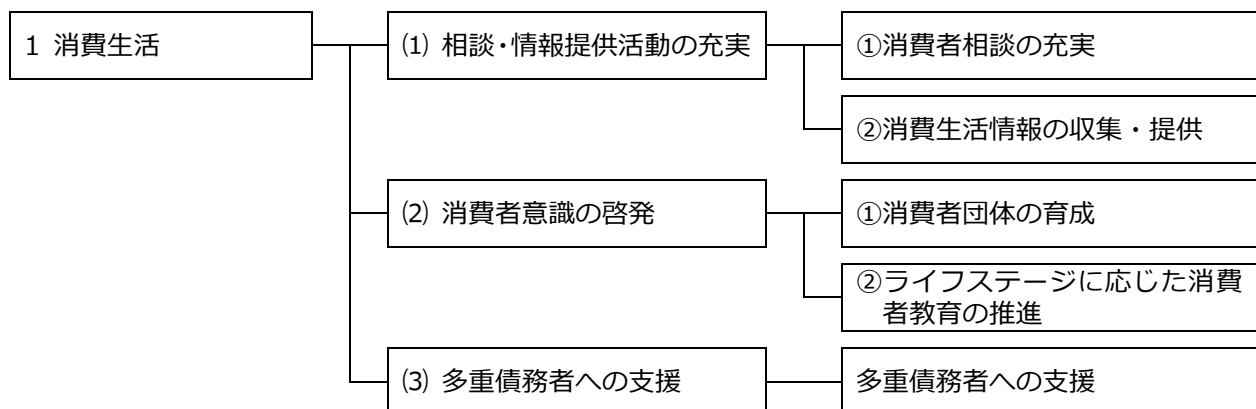 1 消費生活
⑴ 相談・情報提供活動の充実
①消費者相談の充実
②消費生活情報の収集・提供
⑵ 消費者意識の啓発
①消費者団体の育成
②ライフステージに応じた消費
者教育の推進
⑶ 多重債務者への支援
多重債務者への支援